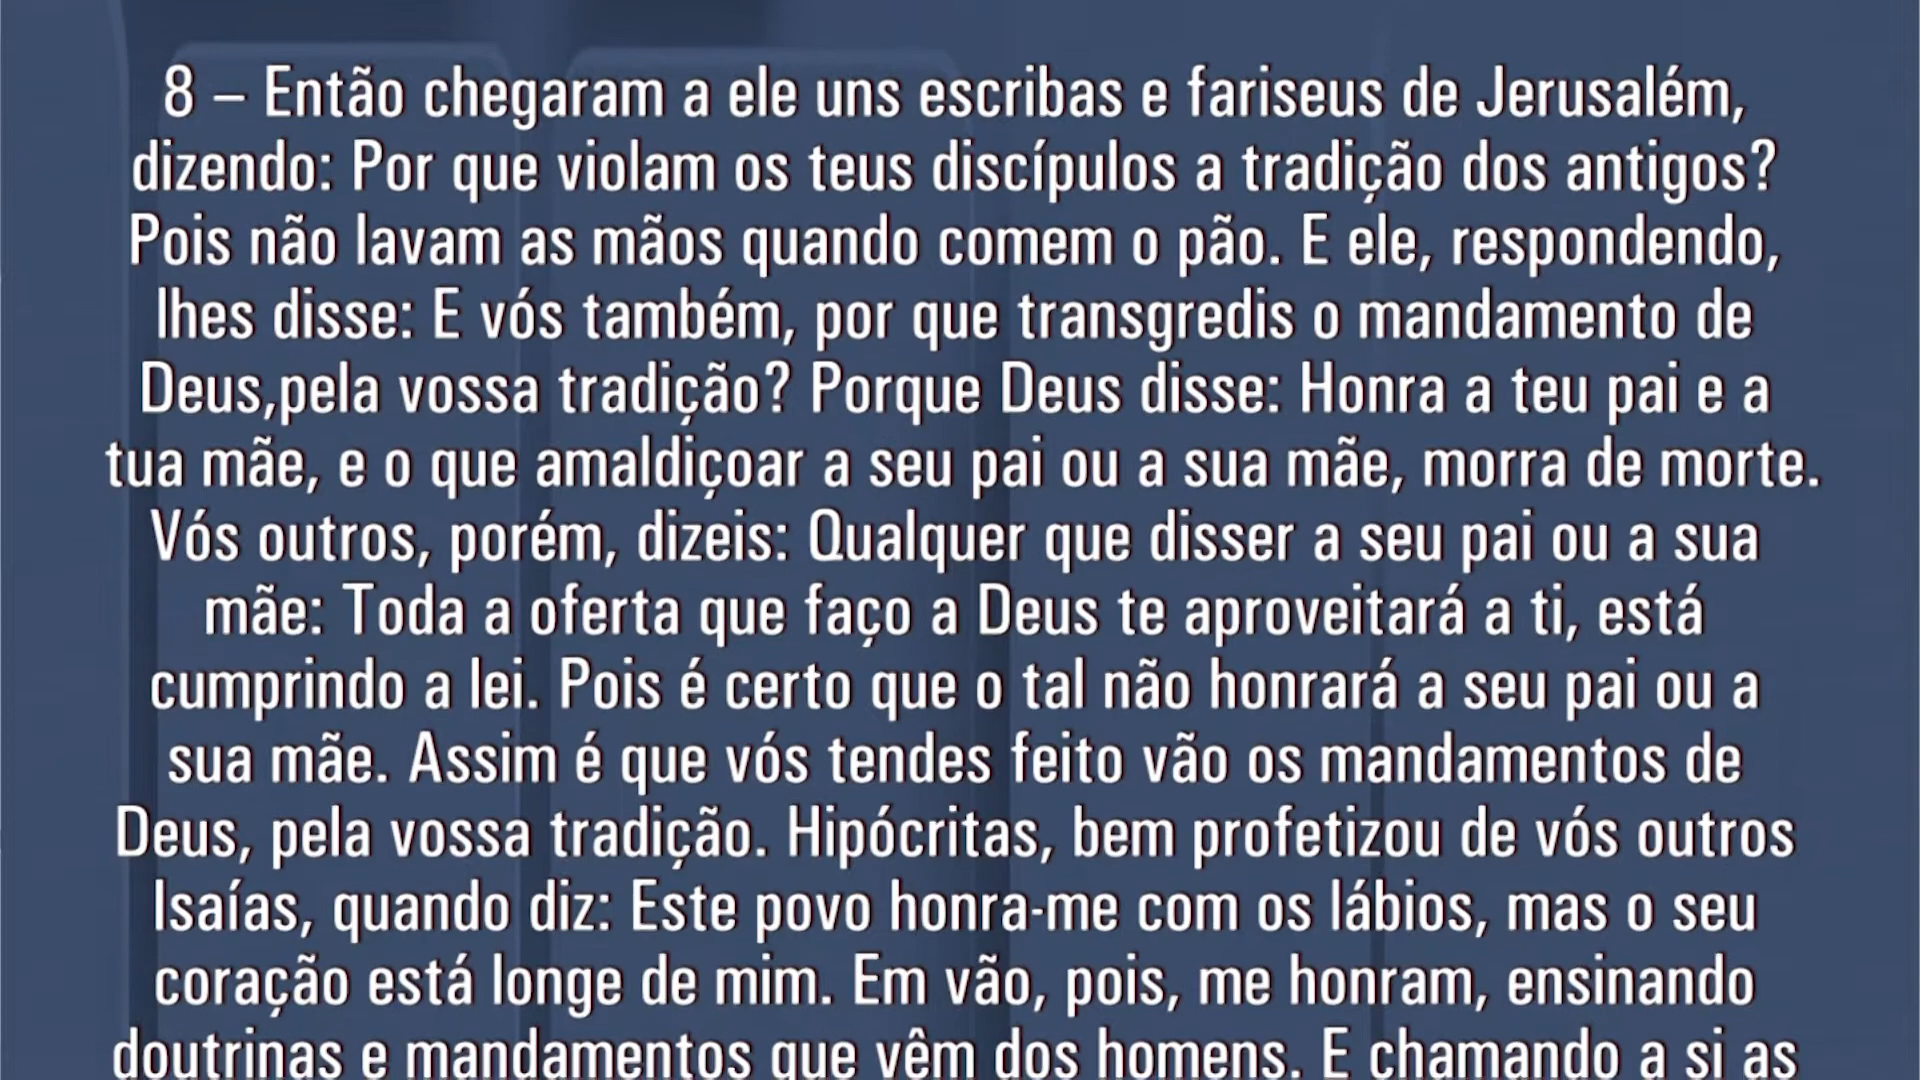 8 – Então chegaram a ele uns escribas e fariseus de Jerusalém,
dizendo: Por que violam os teus discípulos a tradição dos antigos?
Pois não lavam as mãos quando comem o pão. E ele, respondendo,
lhes disse: E vós também, por que transgredis o mandamento de
Deus,pela vossa tradição? Porque Deus disse: Honra a teu pai e a
tua mãe, e o que amaldiçoar a seu pai ou a sua mãe, morra de morte.
Vós outros, porém, dizeis: Qualquer que disser a seu pai ou a sua
mãe: Toda a oferta que faço a Deus te aproveitará a ti, está
cumprindo a lei. Pois é certo que o tal não honrará a seu pai ou a
sua mãe. Assim é que vós tendes feito vão os mandamentos de
Deus, pela vossa tradição. Hipócritas, bem profetizou de vós outros
Isaías, quando diz: Este povo honra-me com os lábios, mas o seu
coração está longe de mim. Em vão, pois, me honram, ensinando
doutrinas e mandamentos que vêm dos homens. E chamando a si as